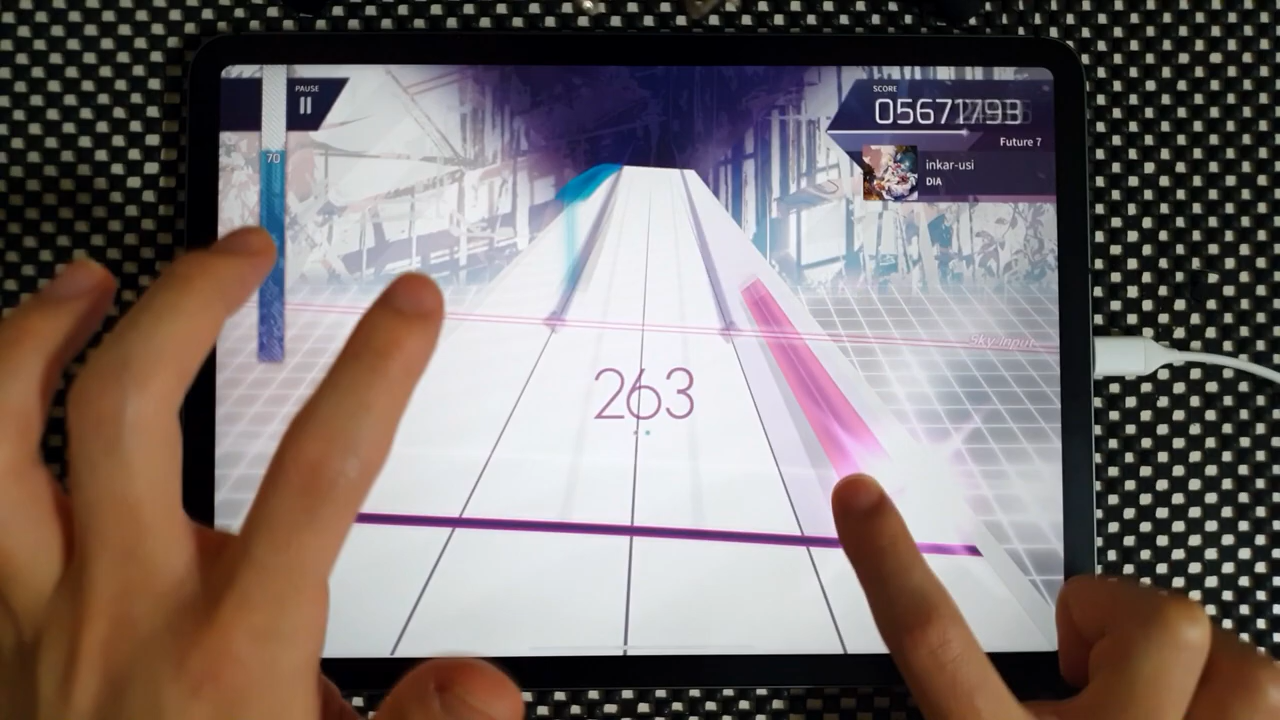 PAUSE
70
SCORE
Future 7
inkar-usi
DIA
Sky Input
263